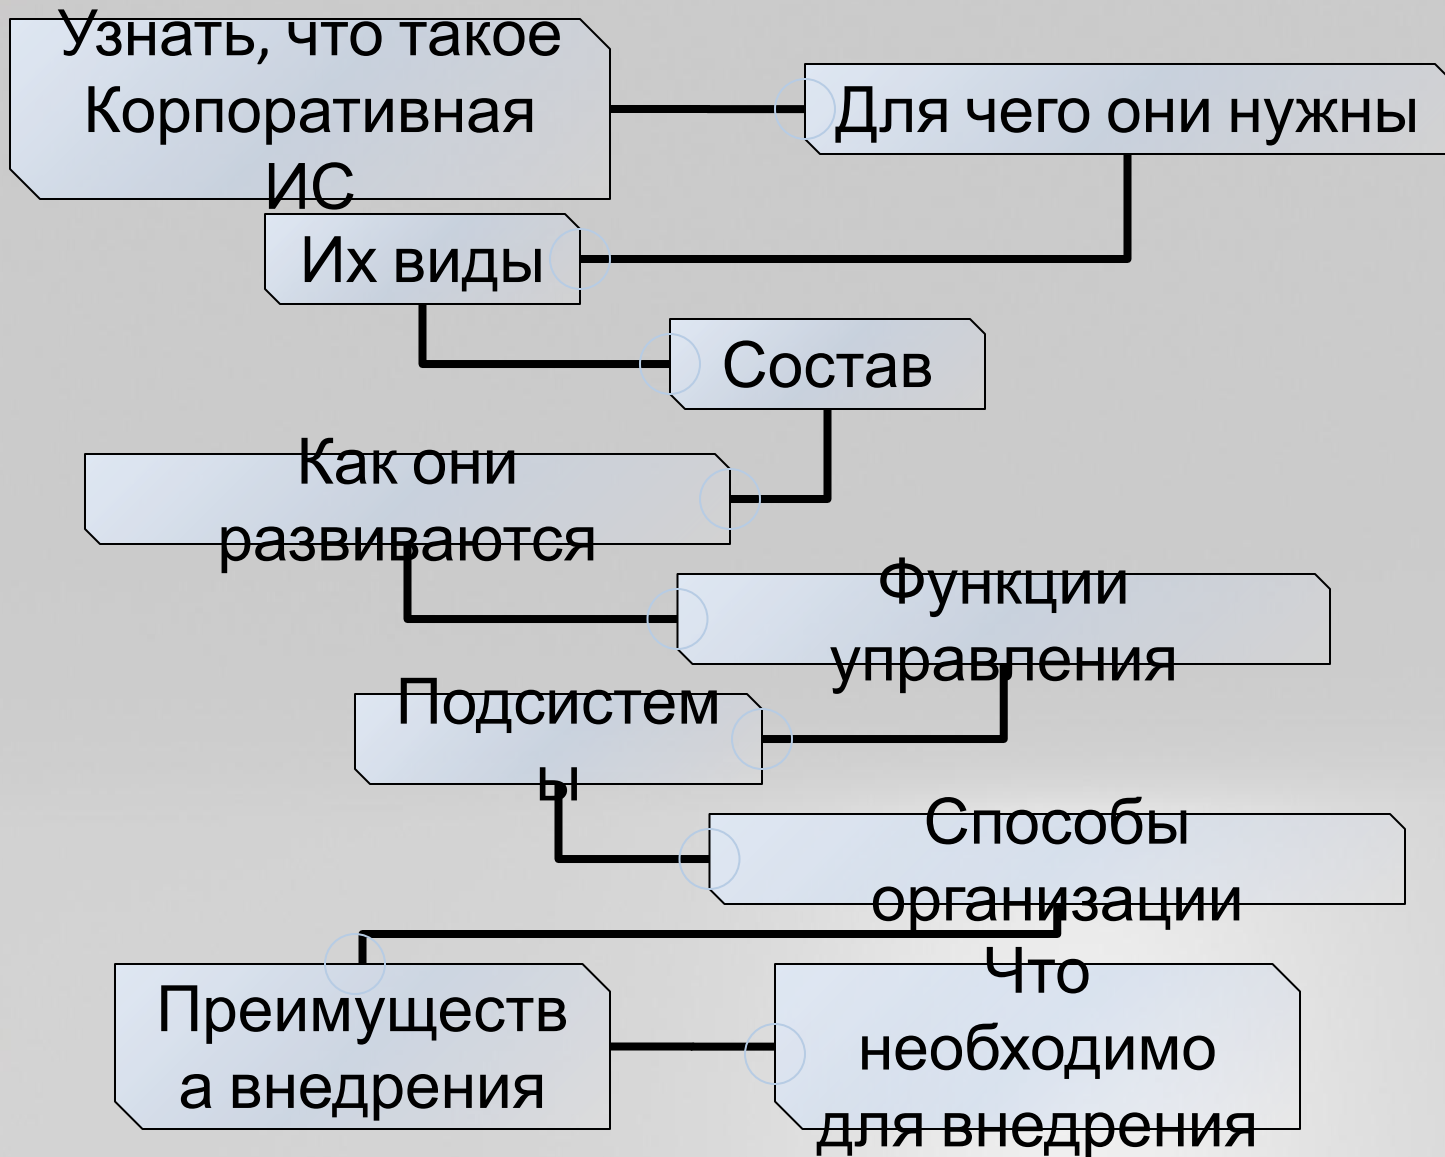 Узнать, что такое
Корпоративная
ИС
Для чего они нужны
Их виды
Состав
Как они
развиваются
Функции
управления
Подсистем
ы
Способы
организации
Преимуществ
а внедрения
Что
необходимо
для внедрения